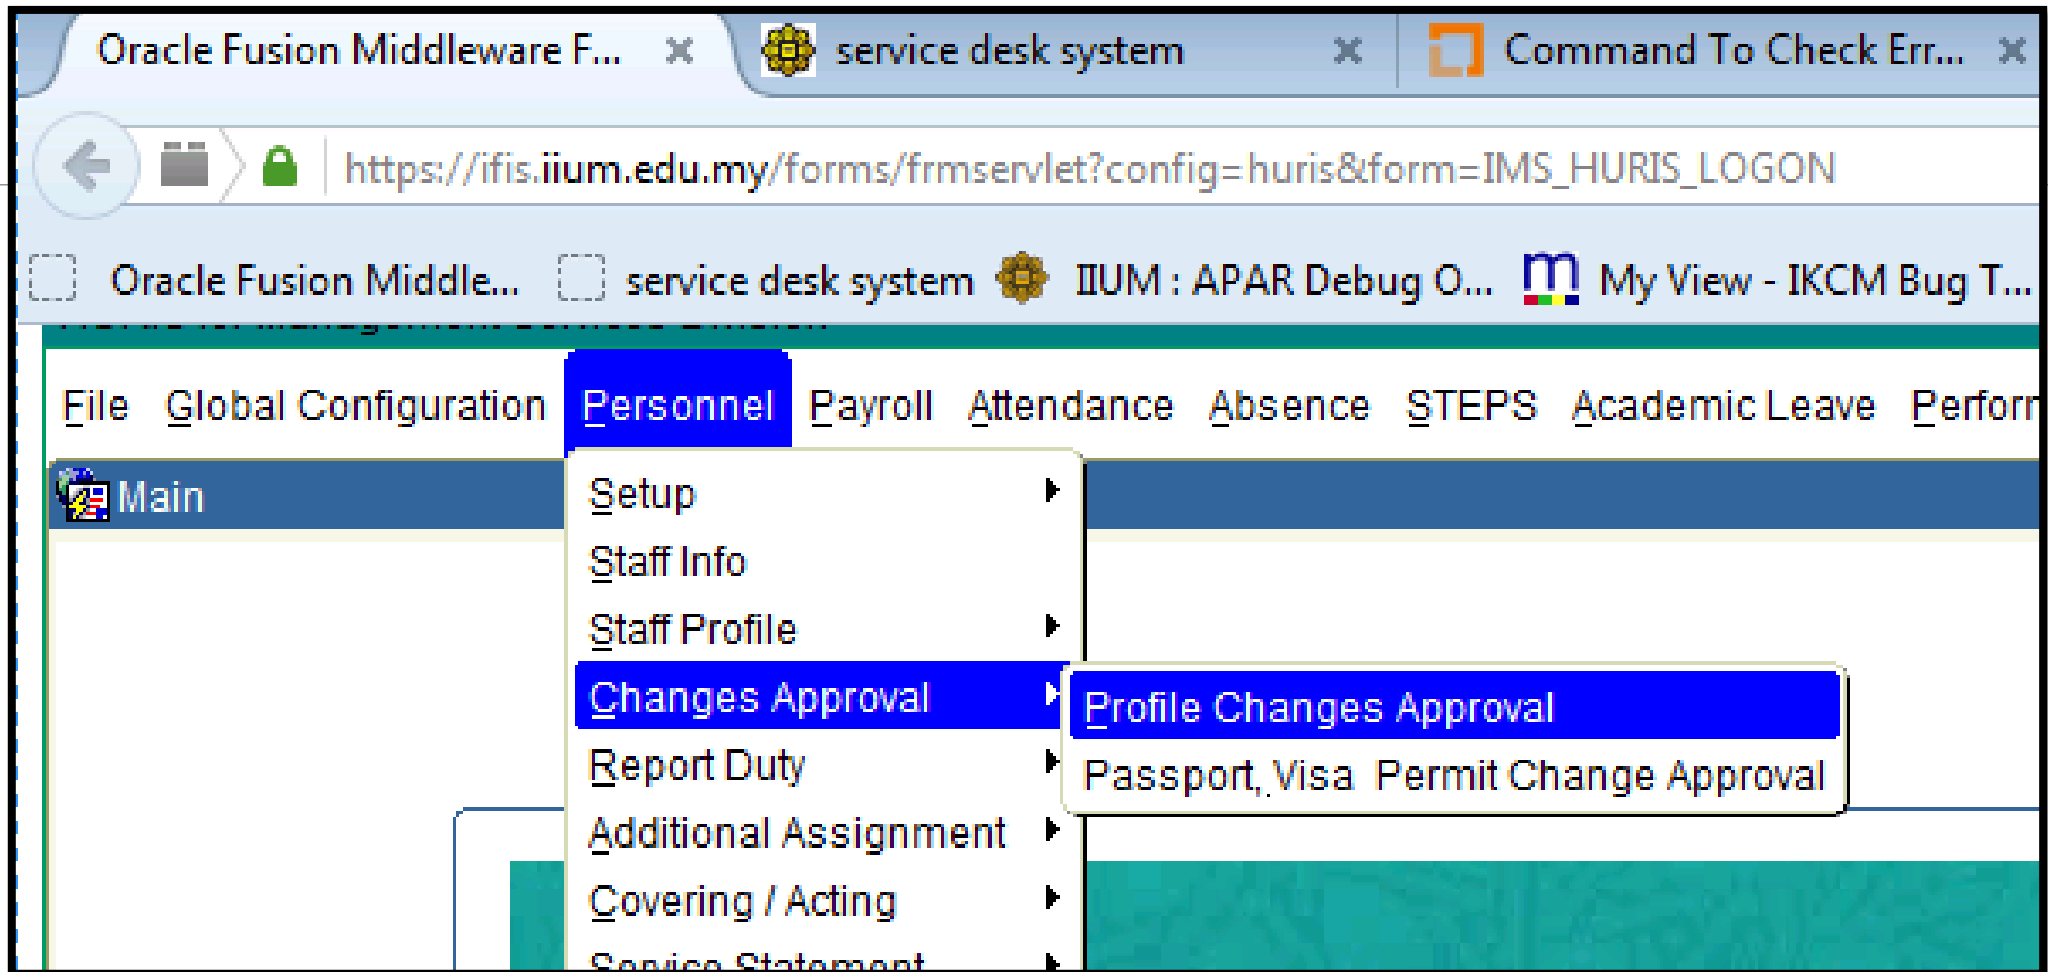 Oracle Fusion Middleware F... service desk system Command To Check Err...
https://ifis.iium.edu.my/forms/frmservlet?config=huris&form=IMS_HURIS_LOGON
Oracle Fusion Middle... service desk system IIUM : APAR Debug O... My View - IKCM Bug T...
File Global Configuration Personnel Payroll Attendance Absence STEPS Academic Leave Perfor
Main
Setup
Staff Info
Staff Profile
Changes Approval
Profile Changes Approval
Report Duty
Passport, Visa Permit Change Approval
Additional Assignment
Covering / Acting
Service Statement